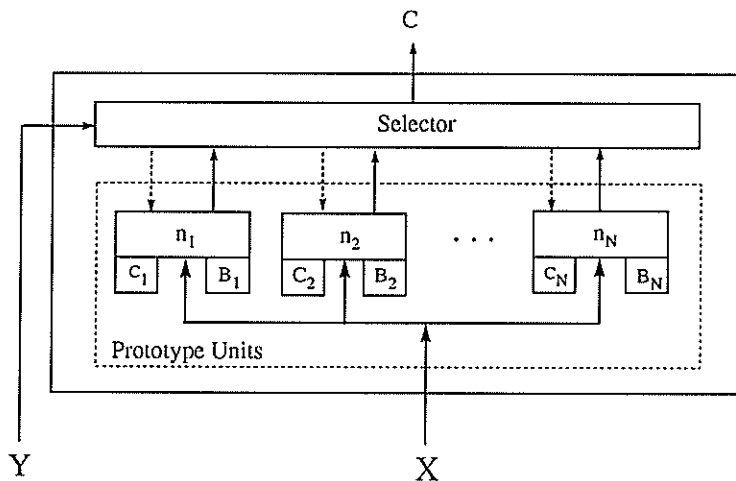 C
Selector
n1 n2 . . . nN
C1 B1 C2 B2 CN BN
Prototype Units
Y X